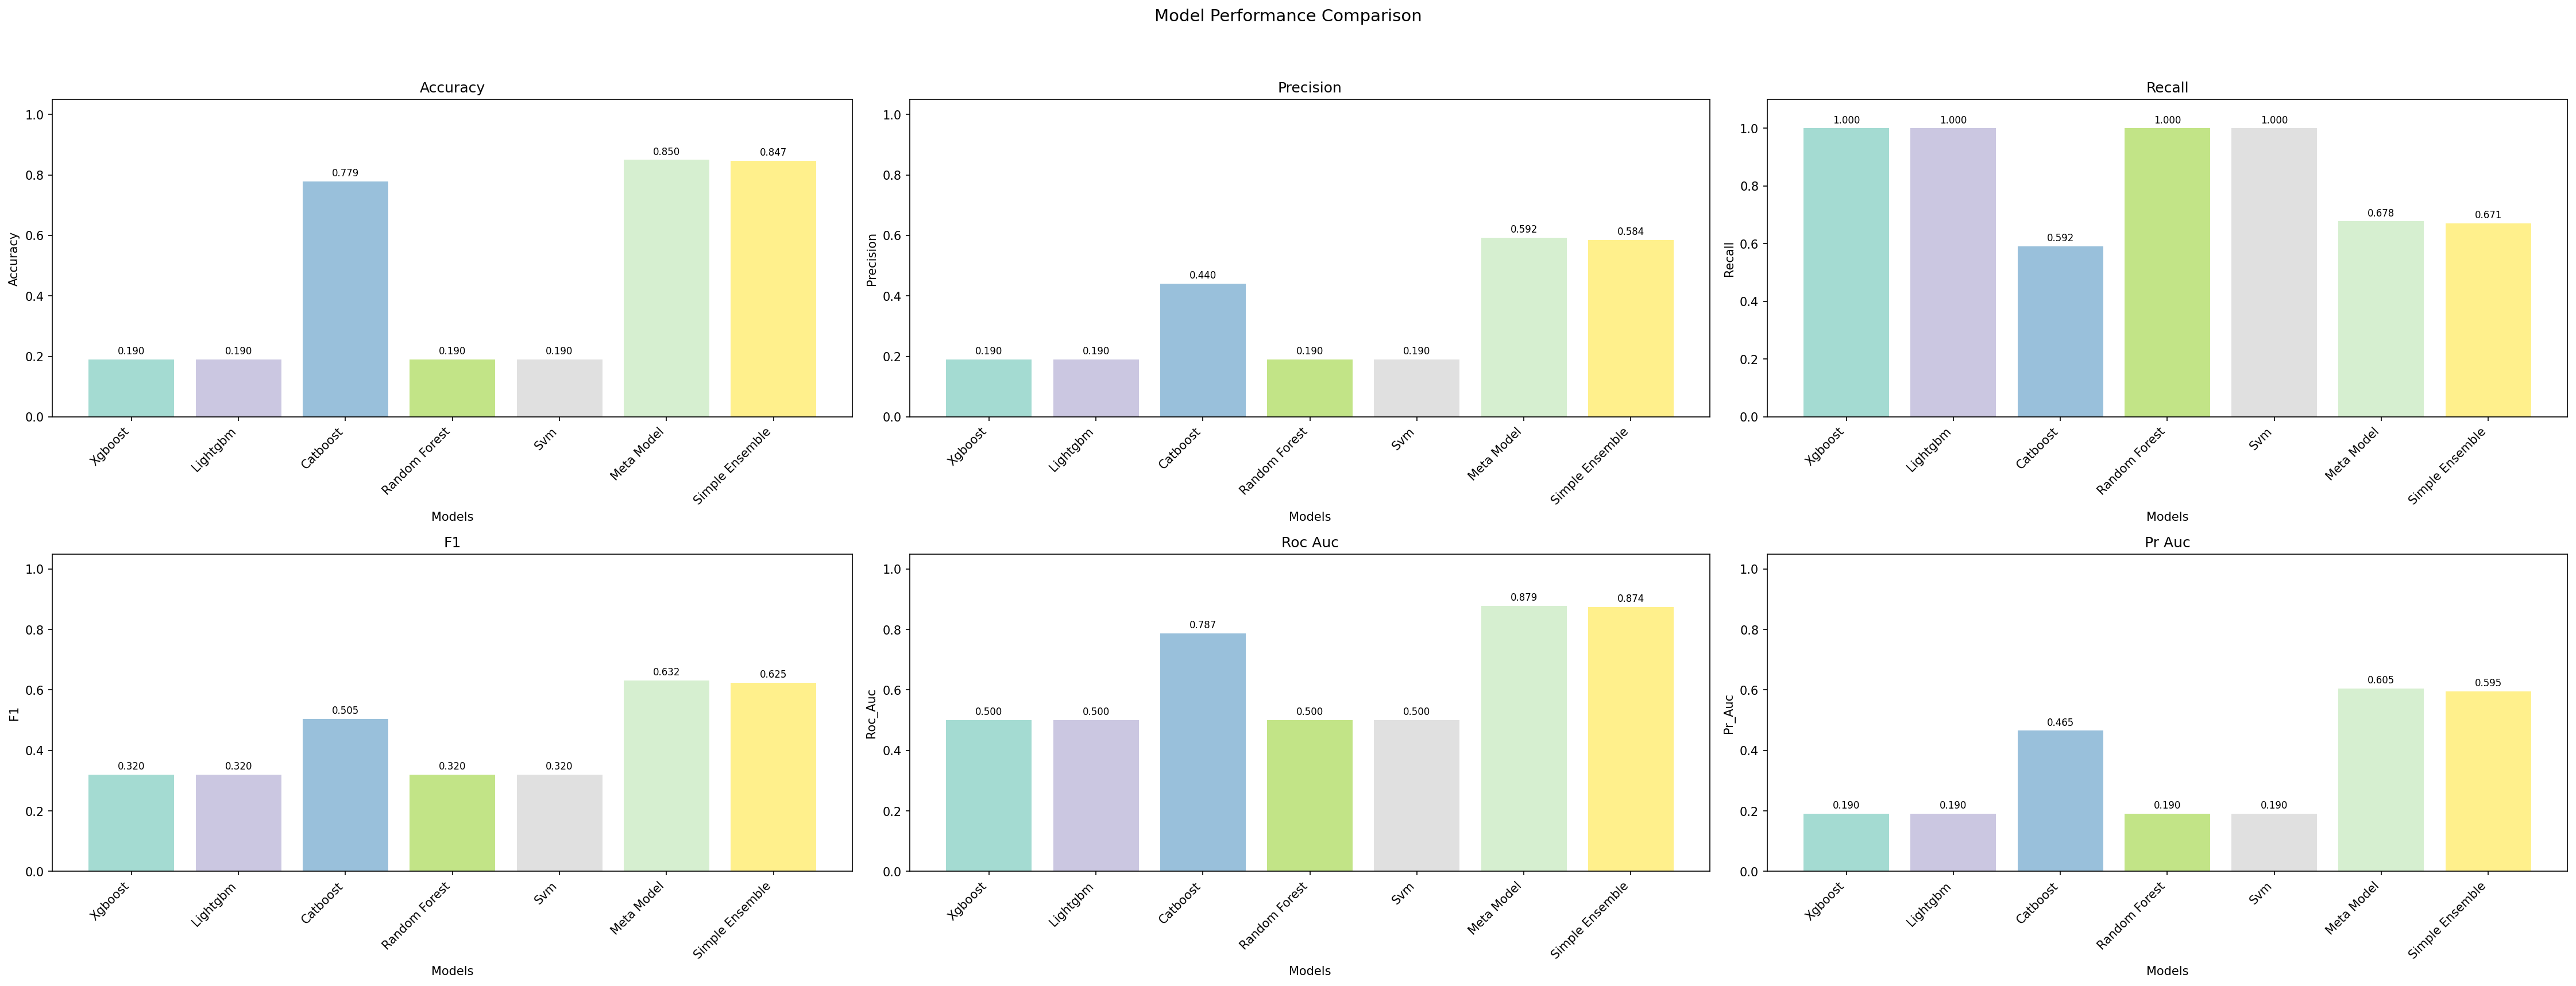 Model Performance Comparison
Accuracy
Accuracy
1.0
0.8
0.6
0.4
0.2
0.0
0.190
0.190
0.779
0.190
0.190
0.850
0.847
Xgboost
Lightgbm
Catboost
Random Forest
Svm
Meta Model
Simple Ensemble
Models
Precision
Precision
1.0
0.8
0.6
0.4
0.2
0.0
0.190
0.190
0.440
0.190
0.190
0.592
0.584
Xgboost
Lightgbm
Catboost
Random Forest
Svm
Meta Model
Simple Ensemble
Models
Recall
Recall
1.0
0.8
0.6
0.4
0.2
0.0
1.000
1.000
0.592
1.000
1.000
0.678
0.671
Xgboost
Lightgbm
Catboost
Random Forest
Svm
Meta Model
Simple Ensemble
Models
F1
F1
1.0
0.8
0.6
0.4
0.2
0.0
0.320
0.320
0.505
0.320
0.320
0.632
0.625
Xgboost
Lightgbm
Catboost
Random Forest
Svm
Meta Model
Simple Ensemble
Models
Roc Auc
Roc_Auc
1.0
0.8
0.6
0.4
0.2
0.0
0.500
0.500
0.787
0.500
0.500
0.879
0.874
Xgboost
Lightgbm
Catboost
Random Forest
Svm
Meta Model
Simple Ensemble
Models
Pr Auc
Pr_Auc
1.0
0.8
0.6
0.4
0.2
0.0
0.190
0.190
0.465
0.190
0.190
0.605
0.595
Xgboost
Lightgbm
Catboost
Random Forest
Svm
Meta Model
Simple Ensemble
Models